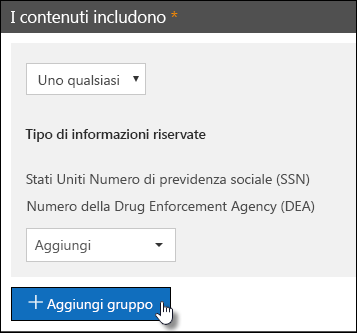 I contenuti includono *
Uno qualsiasi
Tipo di informazioni riservate
Stati Uniti Numero di previdenza sociale (SSN)
Numero della Drug Enforcement Agency (DEA)
Aggiungi
+ Aggiungi gruppo